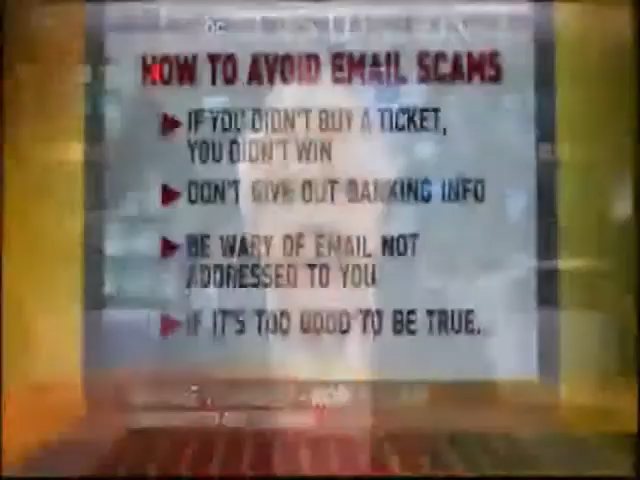 HOW TO AVOID EMAIL SCAMS
IF YOU DIDN'T BUY A TICKET,
YOU DIDN'T WIN
DON'T GIVE OUT BANKING INFO
BE WARY OF EMAIL NOT
ADDRESSED TO YOU
IF IT'S TOO GOOD TO BE TRUE.